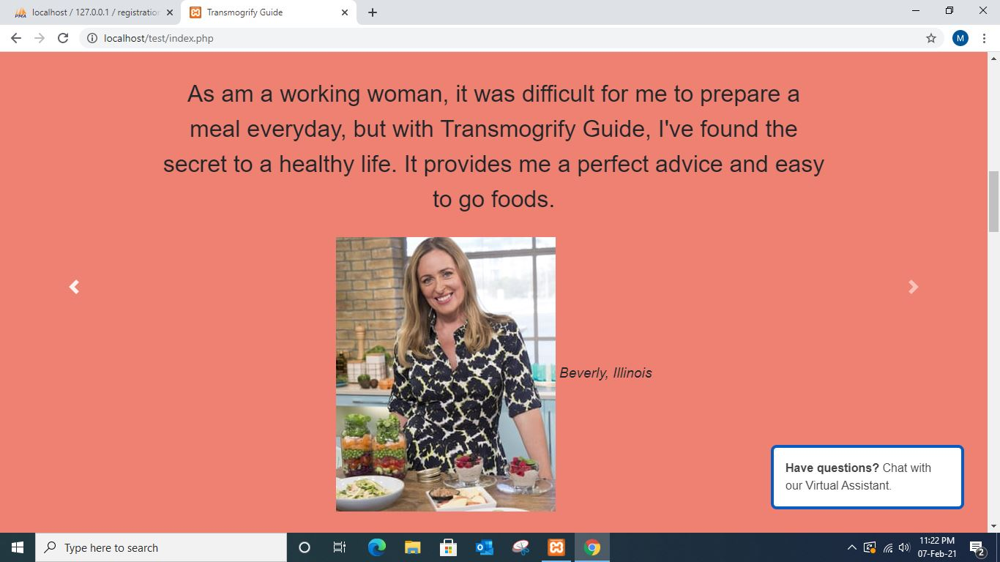 localhost / 127.0.0.1 / registration
Transmogrify Guide
localhost/test/index.php
M
As am a working woman, it was difficult for me to prepare a
meal everyday, but with Transmogrify Guide, I've found the
secret to a healthy life. It provides me a perfect advice and easy
to go foods.
Beverly, Illinois
Have questions? Chat with
our Virtual Assistant.
Type here to search
11:22 PM
07-Feb-21
2